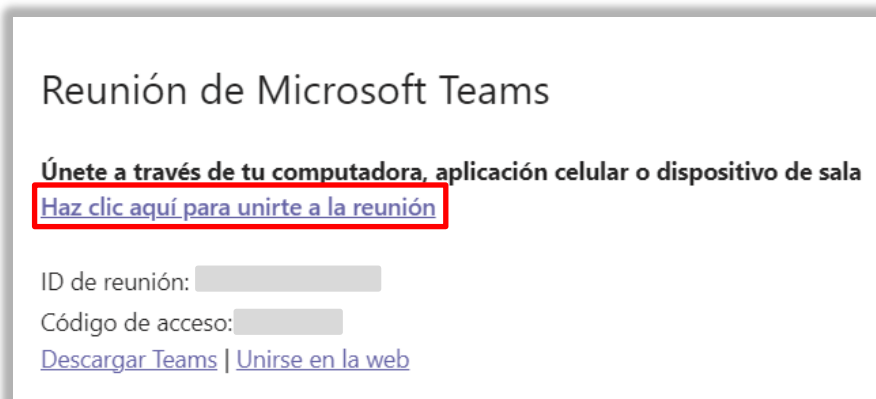 Reunión de Microsoft Teams
Únete a través de tu computadora, aplicación celular o dispositivo de sala
Haz clic aquí para unirte a la reunión
ID de reunión:
Código de acceso:
Descargar Teams | Unirse en la web